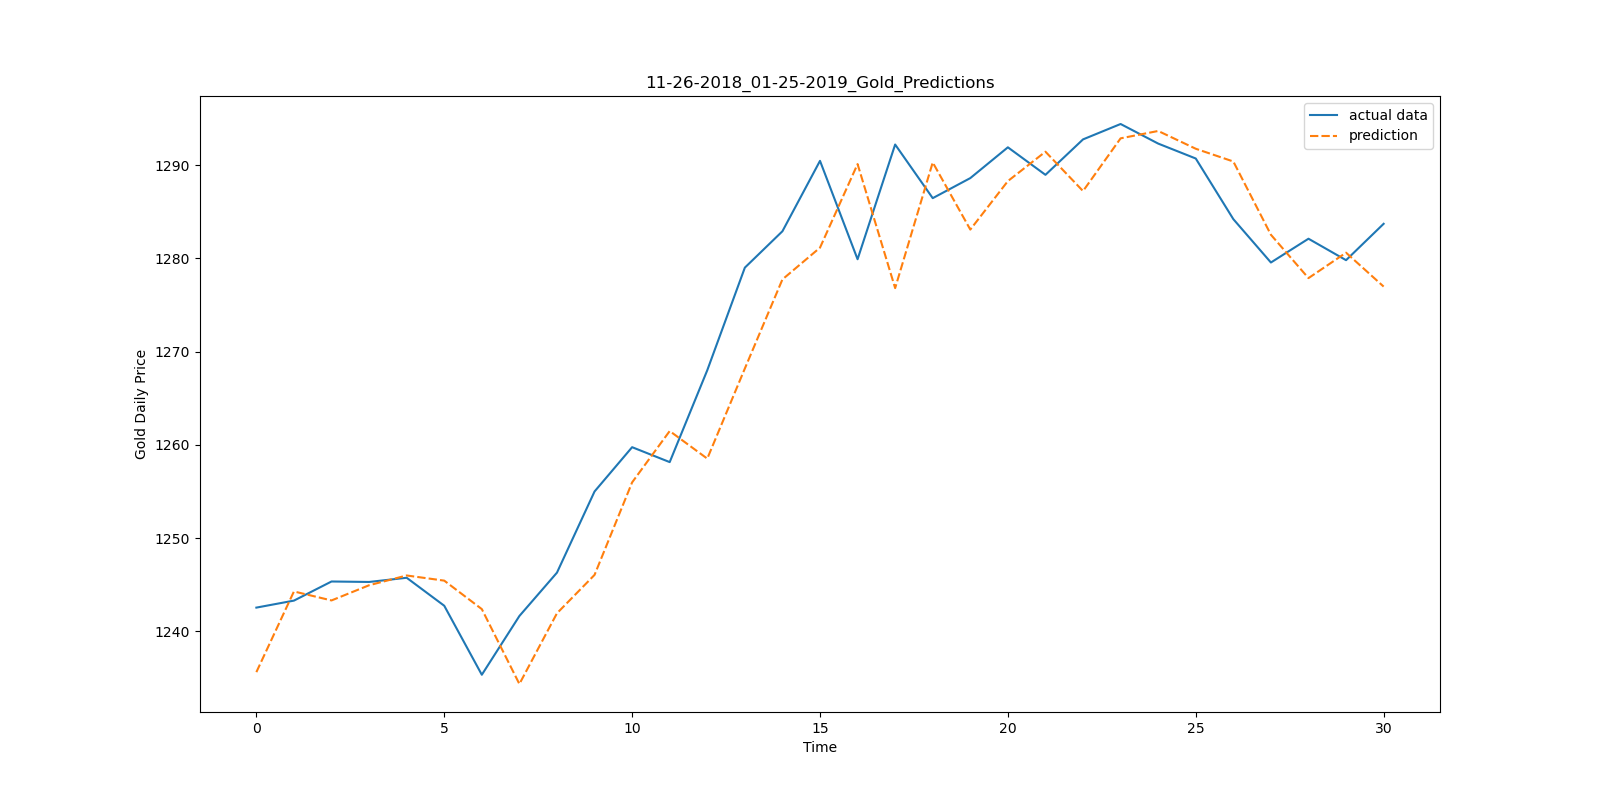 11-26-2018_01-25-2019_Gold_Predictions
actual data
prediction
1290
1280
1270
1260
1250
1240
Gold Daily Price
0 5 10 15 20 25 30
Time